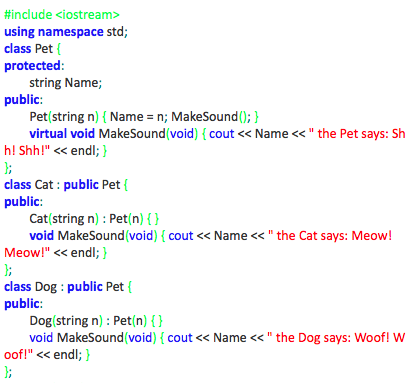 #include <iostream>
using namespace std;
class Pet {
protected:
string Name;
public:
Pet(string n) { Name = n; MakeSound(); }
virtual void MakeSound(void) { cout << Name << " the Pet says: Sh
h! Shh!" << endl; }
};
class Cat : public Pet {
public:
Cat(string n) : Pet(n) { }
void MakeSound(void) { cout << Name << " the Cat says: Meow!
Meow!" << endl; }
};
class Dog : public Pet {
public:
Dog(string n) : Pet(n) { }
void MakeSound(void) { cout << Name << " the Dog says: Woof! W
oof!" << endl; }
};